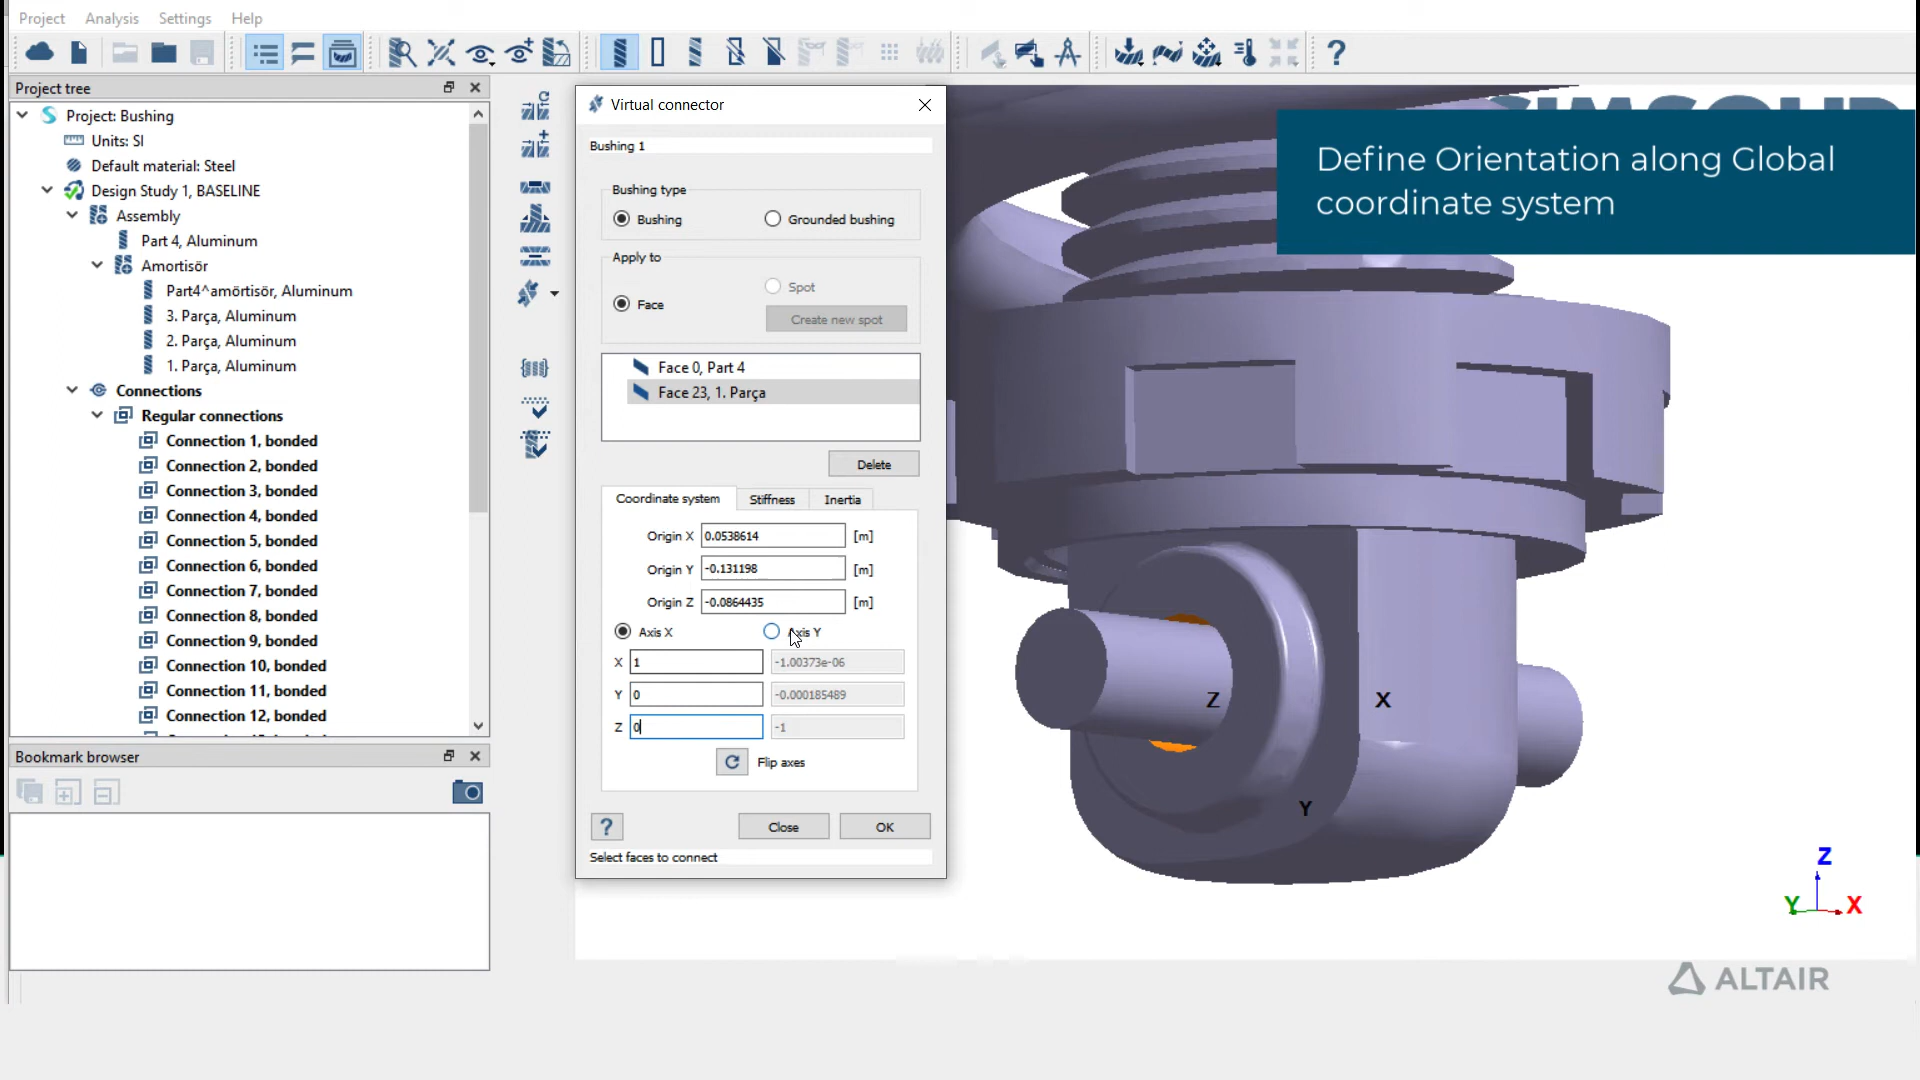 Project Analysis Settings Help
Project tree
Project: Bushing
Units: SI
Default material: Steel
Design Study 1, BASELINE
Assembly
Part 4, Aluminum
Amortisör
Part4^amörtisör, Aluminum
3. Parça, Aluminum
2. Parça, Aluminum
1. Parça, Aluminum
Connections
Regular connections
Connection 1, bonded
Connection 2, bonded
Connection 3, bonded
Connection 4, bonded
Connection 5, bonded
Connection 6, bonded
Connection 7, bonded
Connection 8, bonded
Connection 9, bonded
Connection 10, bonded
Connection 11, bonded
Connection 12, bonded
Bookmark browser
Virtual connector
Bushing 1
Bushing type
Bushing Grounded bushing
Apply to
Spot
Face
Create new spot
Face 0, Part 4
Face 23, 1. Parça
Delete
Coordinate system Stiffness Inertia
Origin X 0.0538614 [m]
Origin Y -0.131198 [m]
Origin Z -0.0864435 [m]
Axis X Axis Y
X 1 -1.00373e-06
Y 0 -0.000185489
Z 0 -1
Flip axes
? Close OK
Select faces to connect
Define Orientation along Global
coordinate system
Z X
Y
Z
Y X
ALTAIR